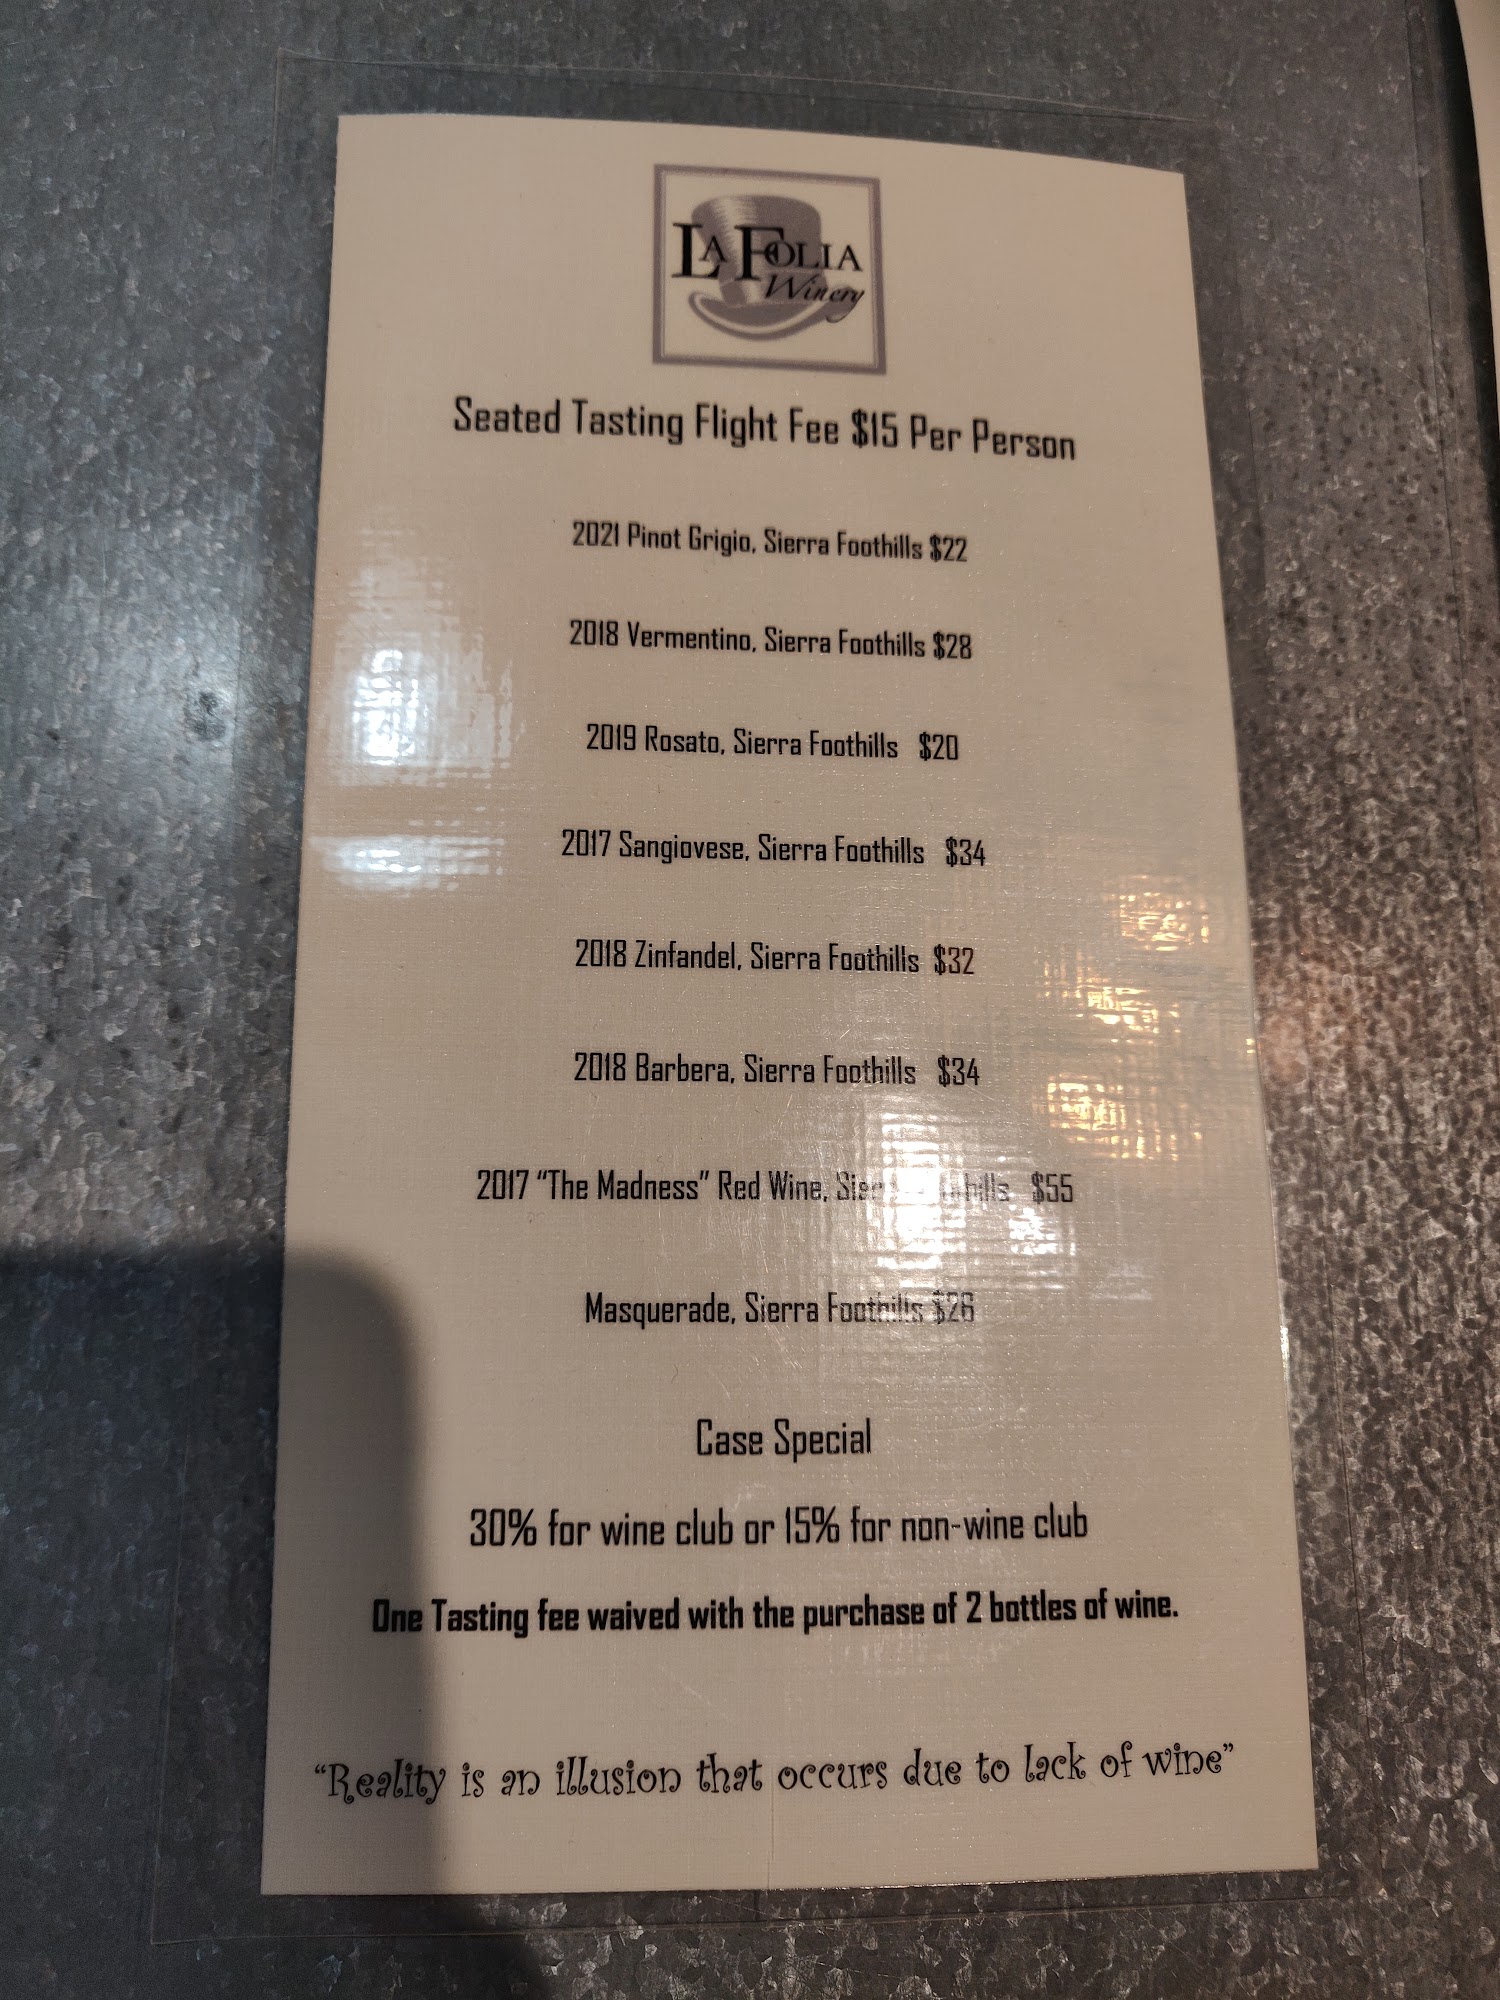 LA FOLIA
Winery
Seated Tasting Flight Fee $15 Per Person
2021 Pinot Grigio, Sierra Foothills $22
2018 Vermentino, Sierra Foothills $28
2019 Rosato, Sierra Foothills $20
2017 Sangiovese, Sierra Foothills $34
2018 Zinfandel, Sierra Foothills $32
2018 Barbera, Sierra Foothills $34
2017 “The Madness” Red Wine, Sierra Foothills $55
Masquerade, Sierra Foothills $26
Case Special
30% for wine club or 15% for non-wine club
One Tasting fee waived with the purchase of 2 bottles of wine.
“Reality is an illusion that occurs due to lack of wine”